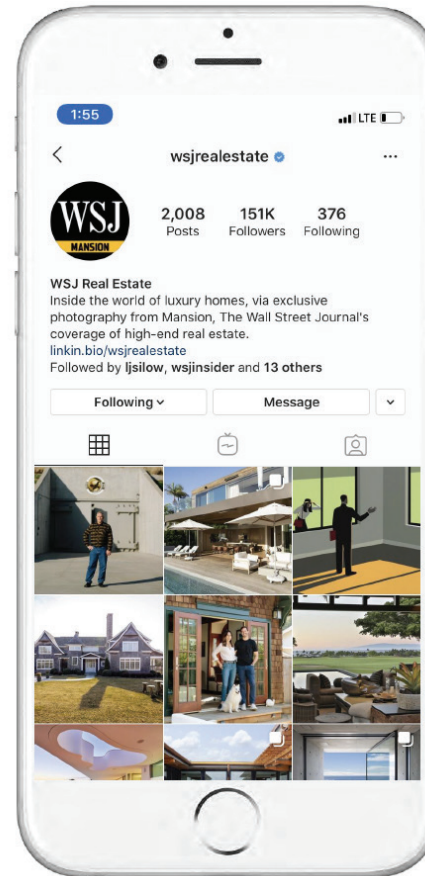 1:55
LTE
wsjrealestate
...
WSJ
MANSION
2,008 151K 376
Posts Followers Following
WSJ Real Estate
Inside the world of luxury homes, via exclusive
photography from Mansion, The Wall Street Journal's
coverage of high-end real estate.
linkin.bio/wsjrealestate
Followed by ljsilow, wsjinsider and 13 others
Following Message